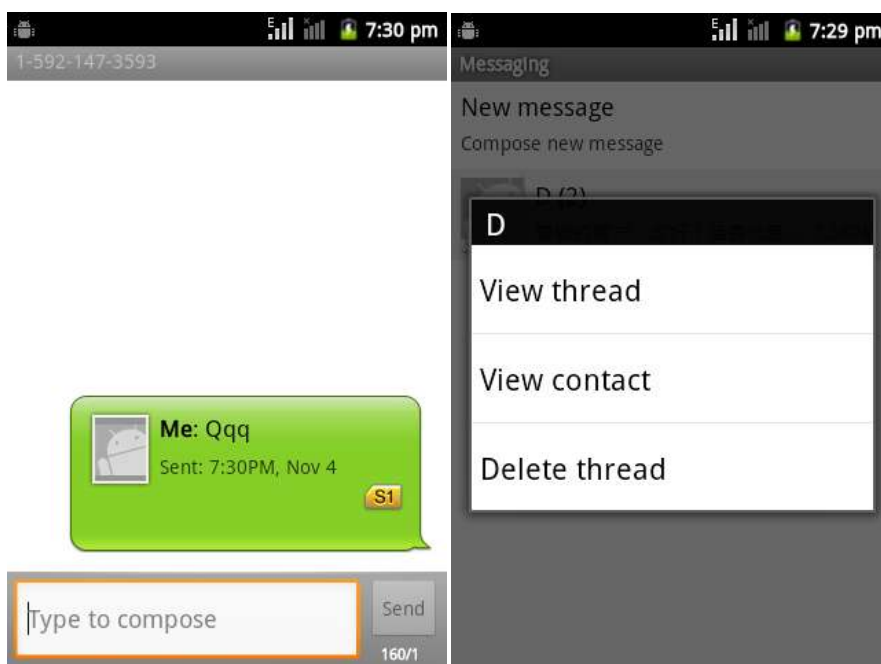 E 7:30 pm
1-592-147-3593
Me: Qqq
Sent: 7:30PM, Nov 4
S1
Type to compose
Send
160/1
E 7:29 pm
Messaging
New message
Compose new message
D (2)
D
View thread
View contact
Delete thread